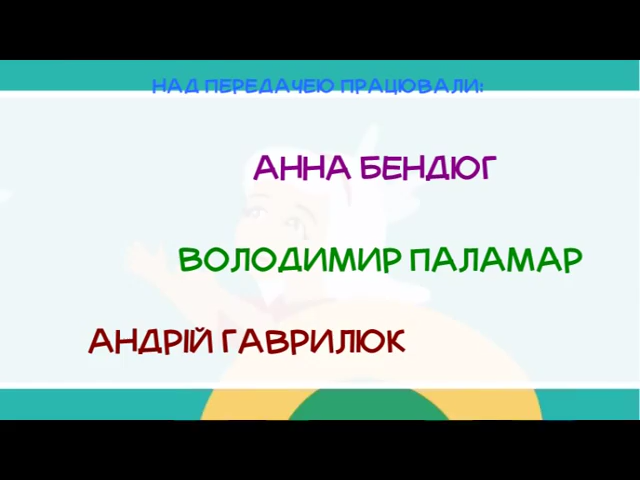 НАД ПЕРЕДАЧЕЮ ПРАЦЮВАЛИ:
АННА БЕНДЮГ
ВОЛОДИМИР ПАЛАМАР
АНДРІЙ ГАВРИЛЮК